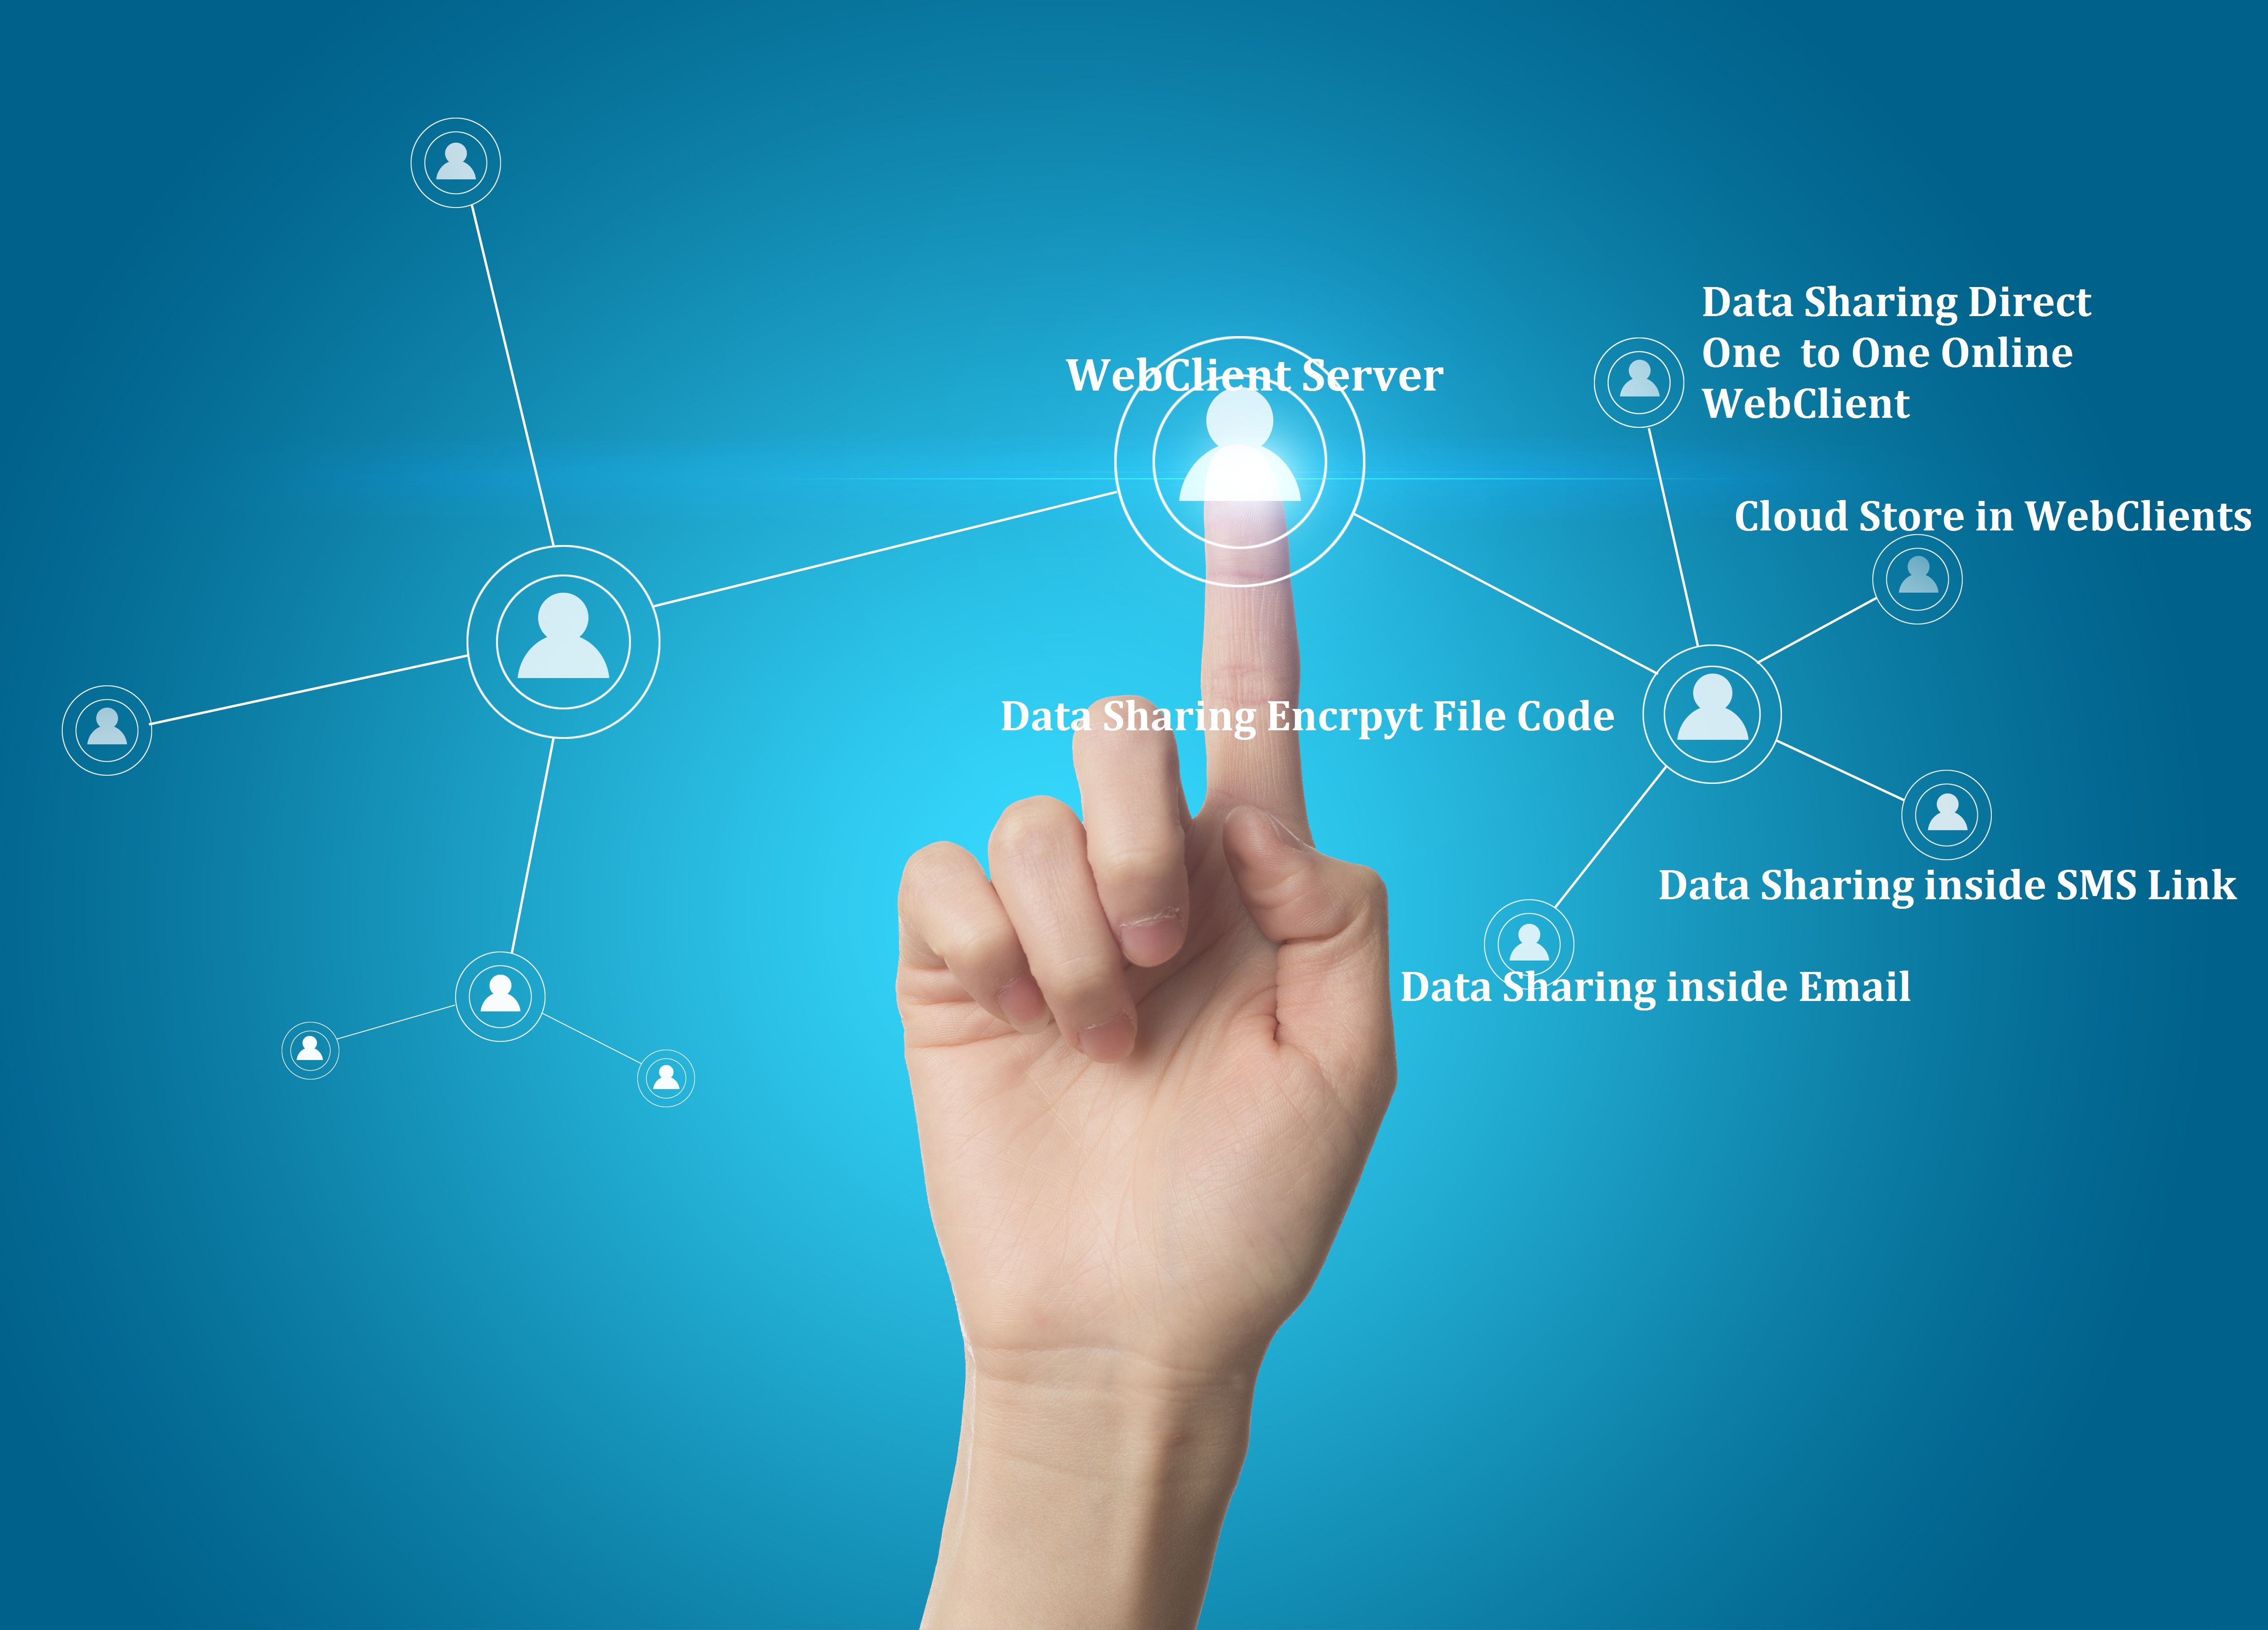 Data Sharing Direct
One  to One Online
WebClient
WebClient Server
Cloud Store in WebClients
Data Sharing Encrpyt File Code
Data Sharing inside SMS Link
Data Sharing inside Email